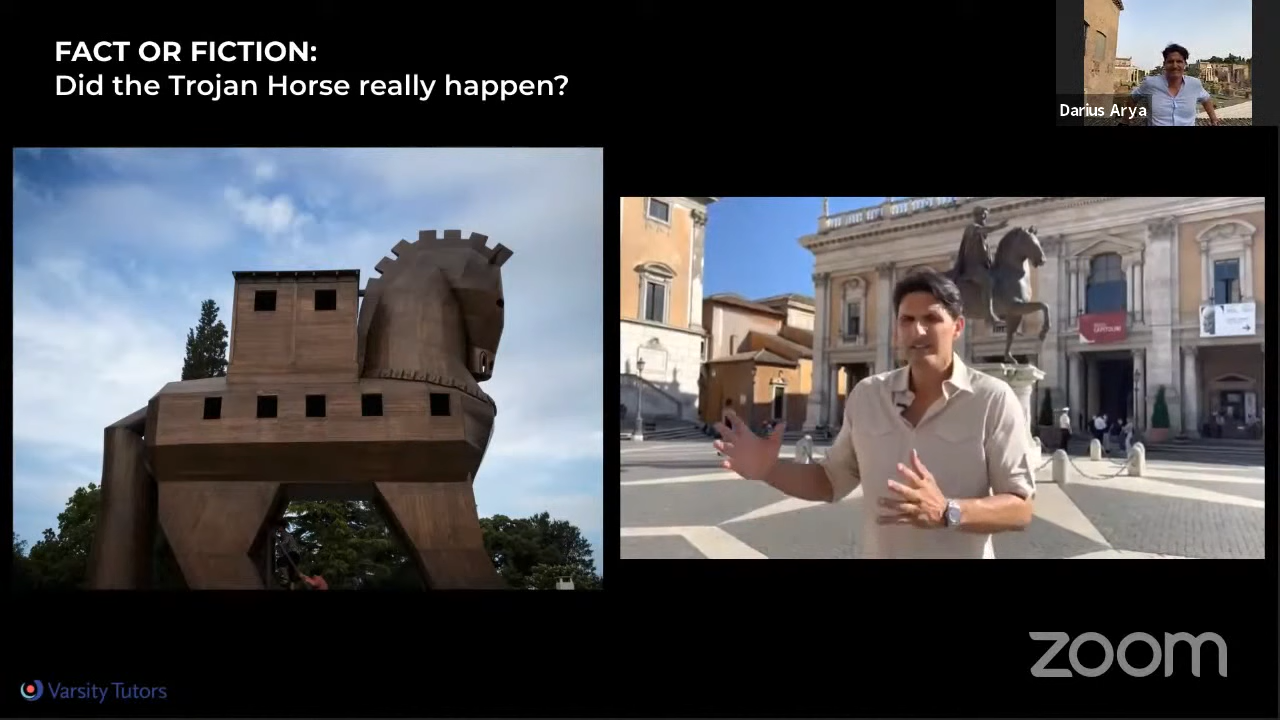 FACT OR FICTION:
Did the Trojan Horse really happen?
Darius Arya
zoom
Varsity Tutors